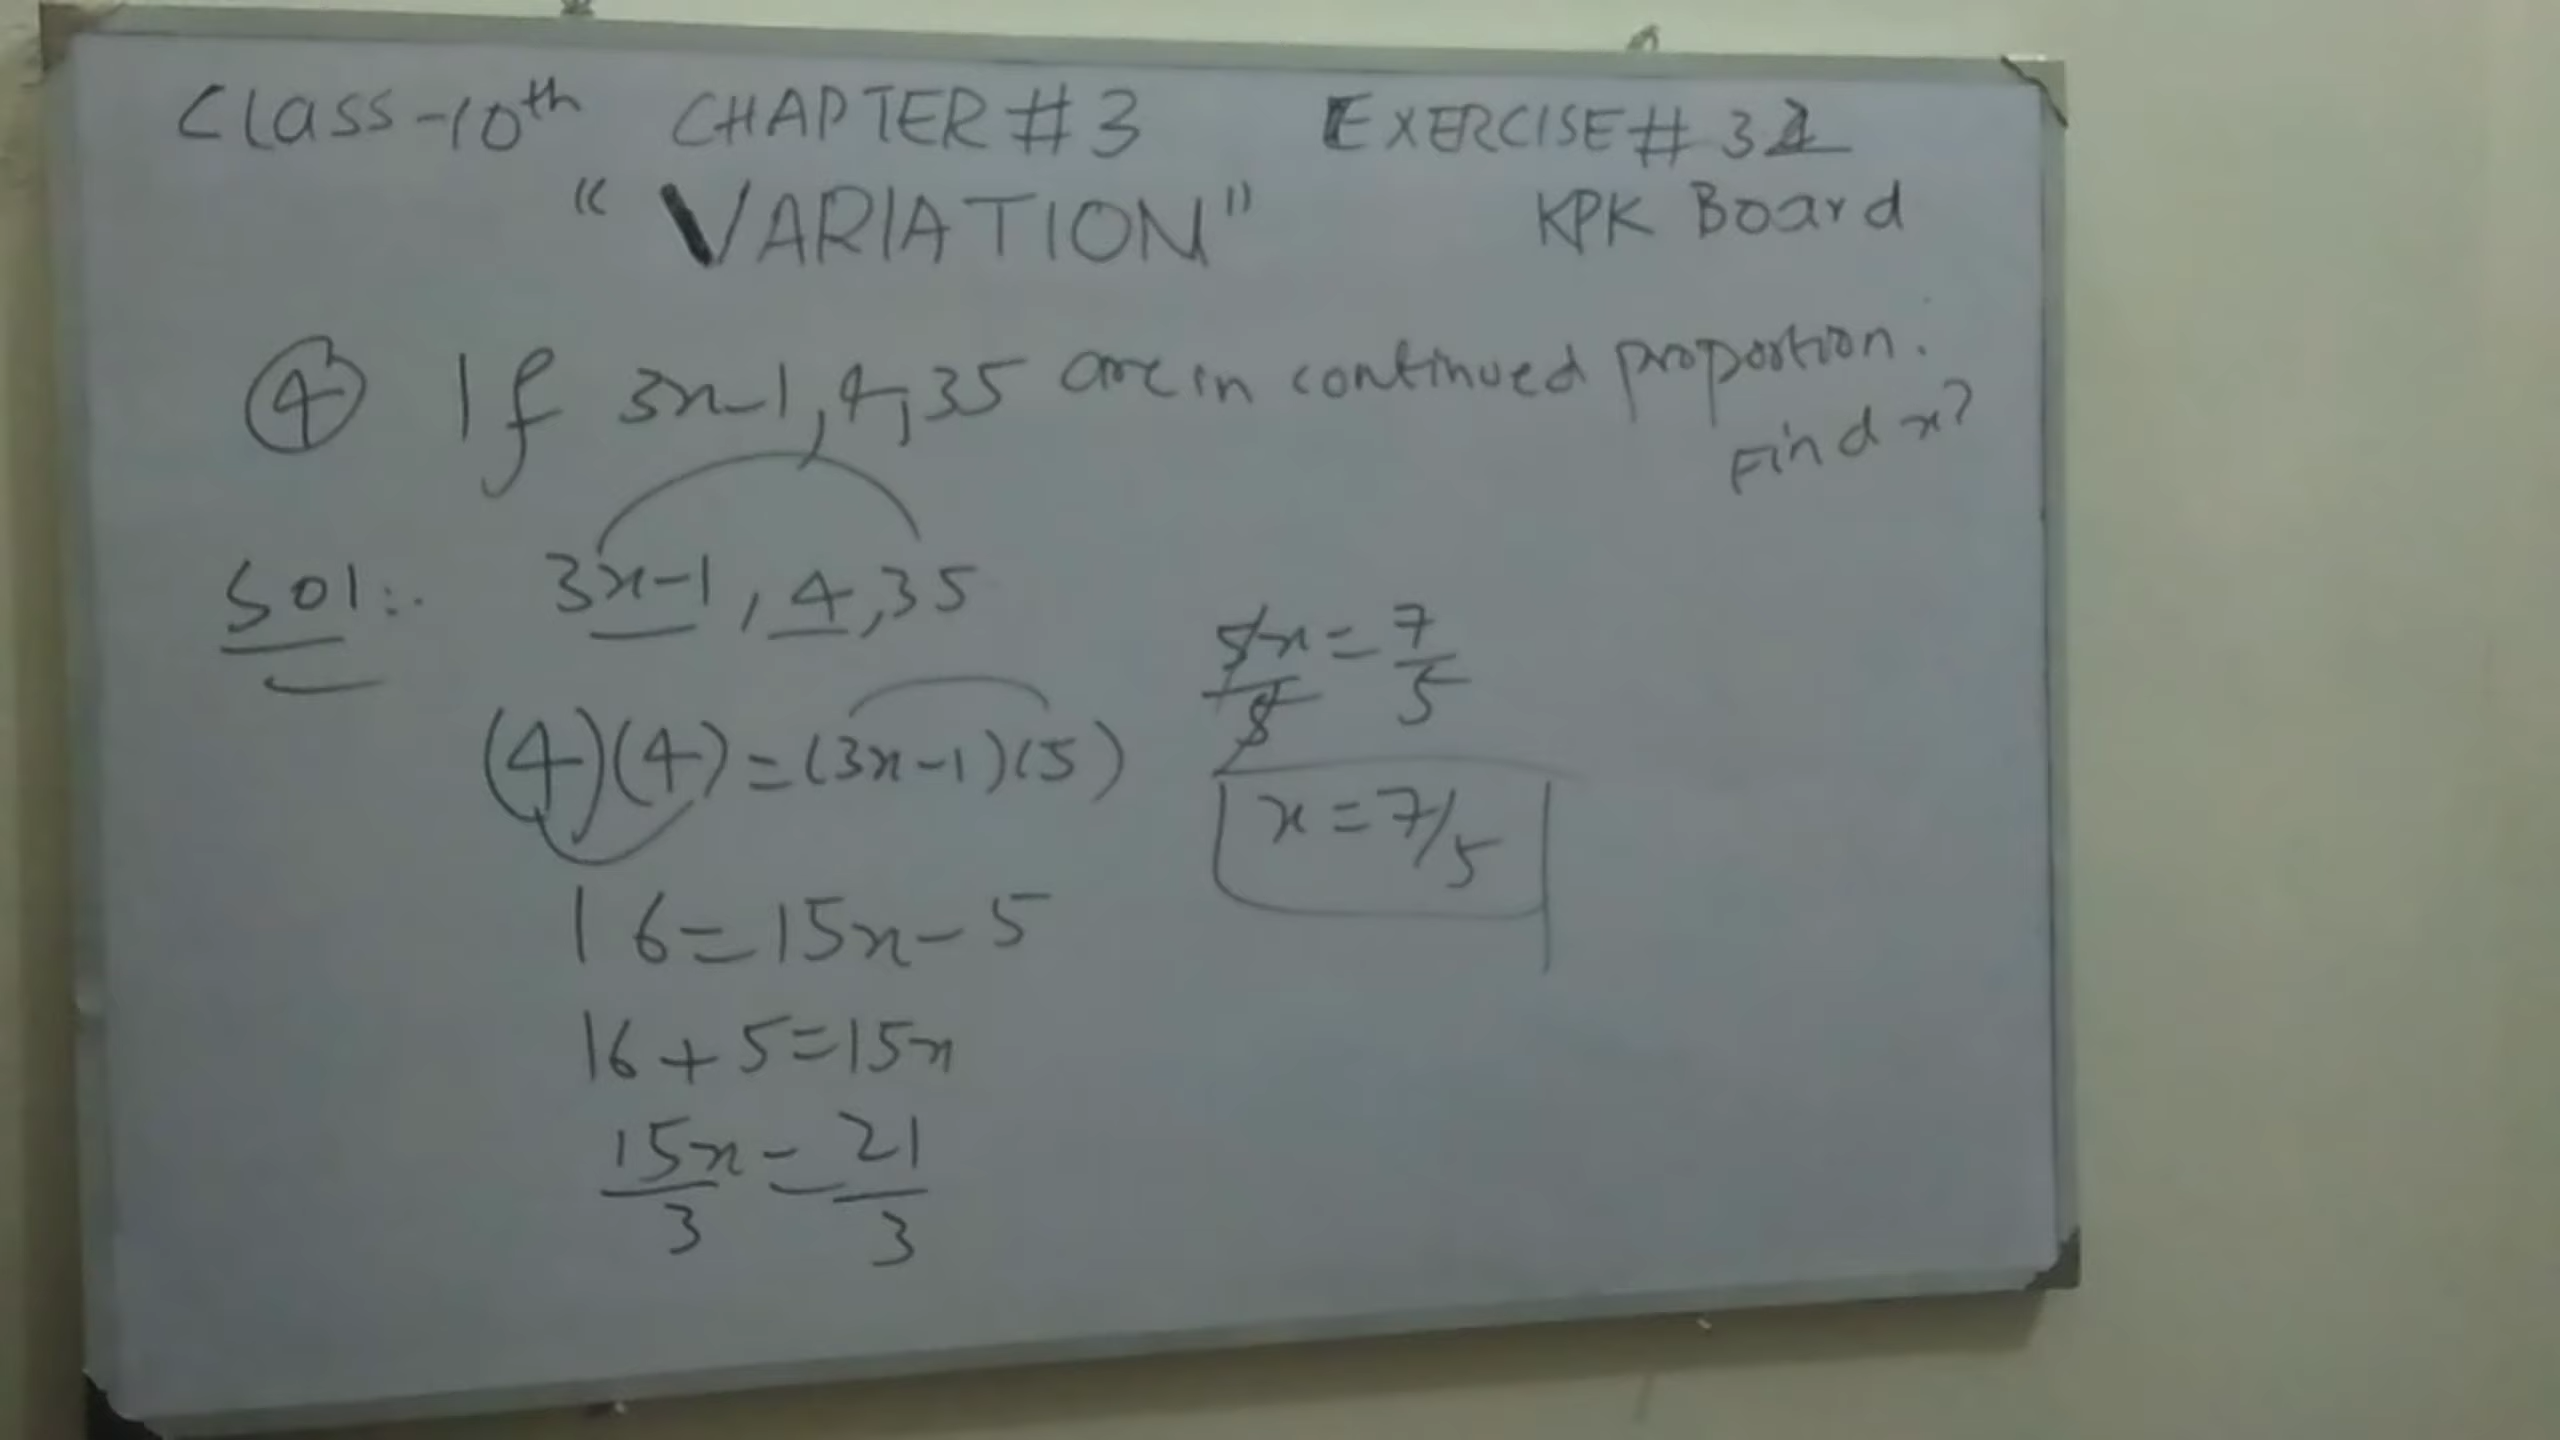 Class-10th CHAPTER # 3 EXERCISE # 3.2
"VARIATION" KPK Board
4 If 3x-1, 4, 35 are in continued proportion.
Find x?
Sol:. 3x-1, 4, 35
(4)(4) = (3x-1)(5)
16 = 15x - 5
16 + 5 = 15x
15x/3 = 21/3
5x/5 = 7/5
x = 7/5